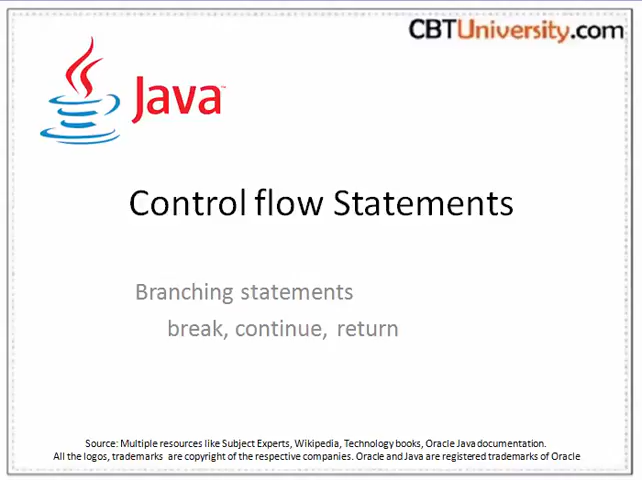 CBTUniversity.com
Java™
Control flow Statements
Branching statements
break, continue, return
Source: Multiple resources like Subject Experts, Wikipedia, Technology books, Oracle Java documentation.
All the logos, trademarks are copyright of the respective companies. Oracle and Java are registered trademarks of Oracle